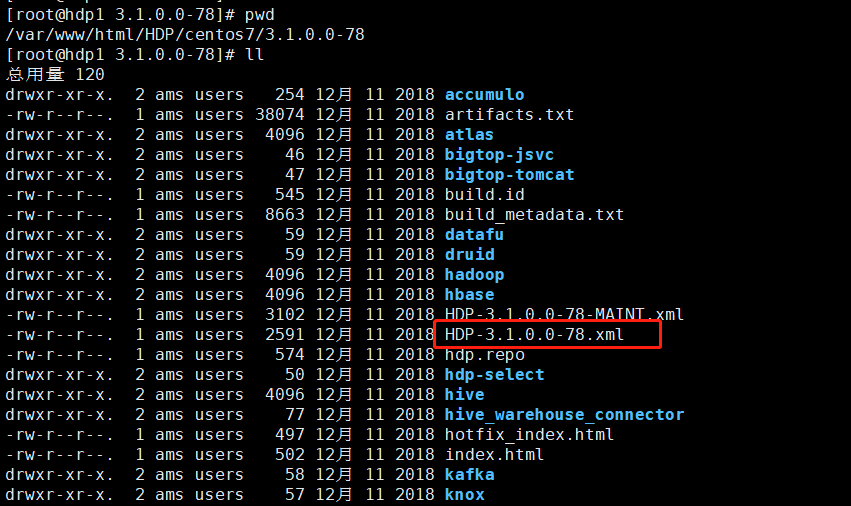 [root@hdp1 3.1.0.0-78]# pwd
/var/www/html/HDP/centos7/3.1.0.0-78
[root@hdp1 3.1.0.0-78]# ll
总用量 120
drwxr-xr-x. 2 ams users 254 12月 11 2018 accumulo
-rw-r--r--. 1 ams users 38074 12月 11 2018 artifacts.txt
drwxr-xr-x. 2 ams users 4096 12月 11 2018 atlas
drwxr-xr-x. 2 ams users 46 12月 11 2018 bigtop-jsvc
drwxr-xr-x. 2 ams users 47 12月 11 2018 bigtop-tomcat
-rw-r--r--. 1 ams users 545 12月 11 2018 build.id
-rw-r--r--. 1 ams users 8663 12月 11 2018 build_metadata.txt
drwxr-xr-x. 2 ams users 59 12月 11 2018 datafu
drwxr-xr-x. 2 ams users 59 12月 11 2018 druid
drwxr-xr-x. 2 ams users 4096 12月 11 2018 hadoop
drwxr-xr-x. 2 ams users 4096 12月 11 2018 hbase
-rw-r--r--. 1 ams users 3102 12月 11 2018 HDP-3.1.0.0-78-MAINT.xml
-rw-r--r--. 1 ams users 2591 12月 11 2018 HDP-3.1.0.0-78.xml
-rw-r--r--. 1 ams users 574 12月 11 2018 hdp.repo
drwxr-xr-x. 2 ams users 50 12月 11 2018 hdp-select
drwxr-xr-x. 2 ams users 4096 12月 11 2018 hive
drwxr-xr-x. 2 ams users 77 12月 11 2018 hive_warehouse_connector
-rw-r--r--. 1 ams users 497 12月 11 2018 hotfix_index.html
-rw-r--r--. 1 ams users 502 12月 11 2018 index.html
drwxr-xr-x. 2 ams users 58 12月 11 2018 kafka
drwxr-xr-x. 2 ams users 57 12月 11 2018 knox